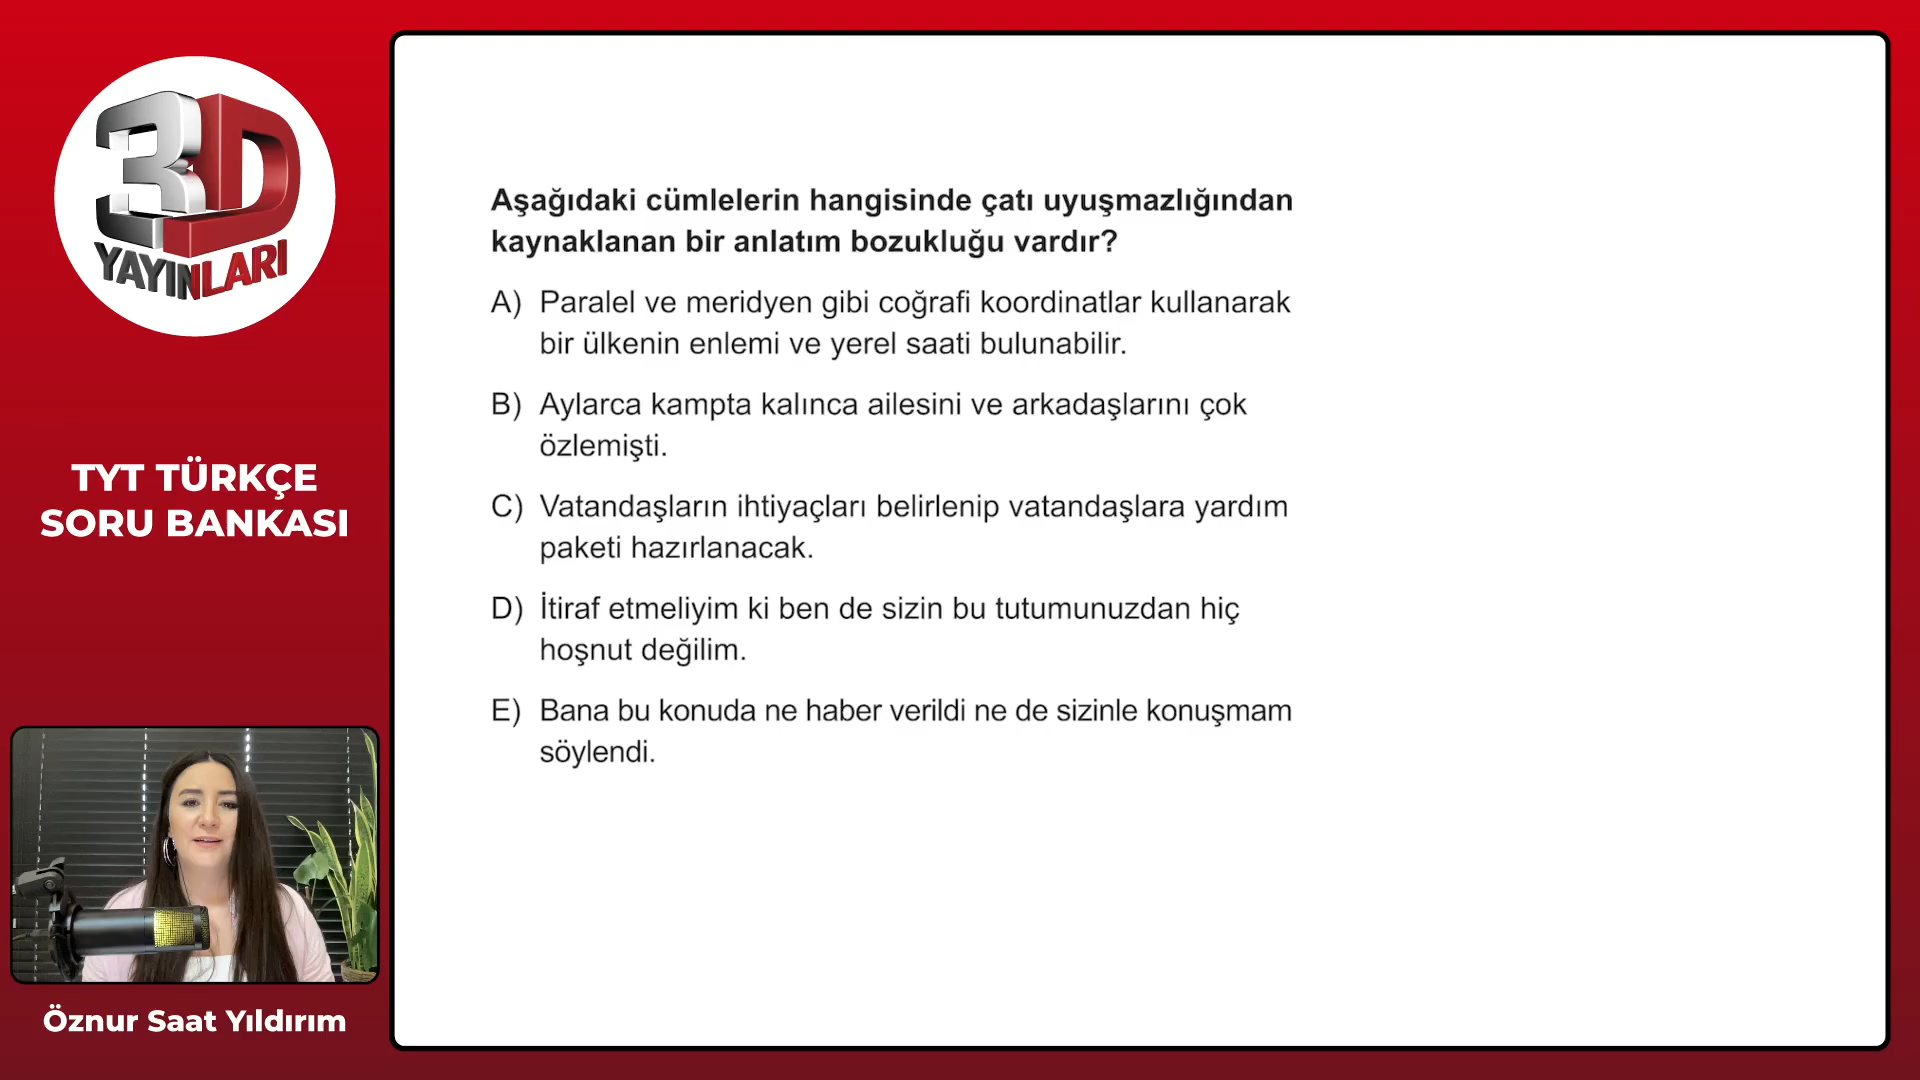 3D
YAYINLARI
TYT TÜRKÇE
SORU BANKASI
Öznur Saat Yıldırım
Aşağıdaki cümlelerin hangisinde çatı uyuşmazlığından
kaynaklanan bir anlatım bozukluğu vardır?
A) Paralel ve meridyen gibi coğrafi koordinatlar kullanarak
bir ülkenin enlemi ve yerel saati bulunabilir.
B) Aylarca kampta kalınca ailesini ve arkadaşlarını çok
özlemişti.
C) Vatandaşların ihtiyaçları belirlenip vatandaşlara yardım
paketi hazırlanacak.
D) İtiraf etmeliyim ki ben de sizin bu tutumunuzdan hiç
hoşnut değilim.
E) Bana bu konuda ne haber verildi ne de sizinle konuşmam
söylendi.